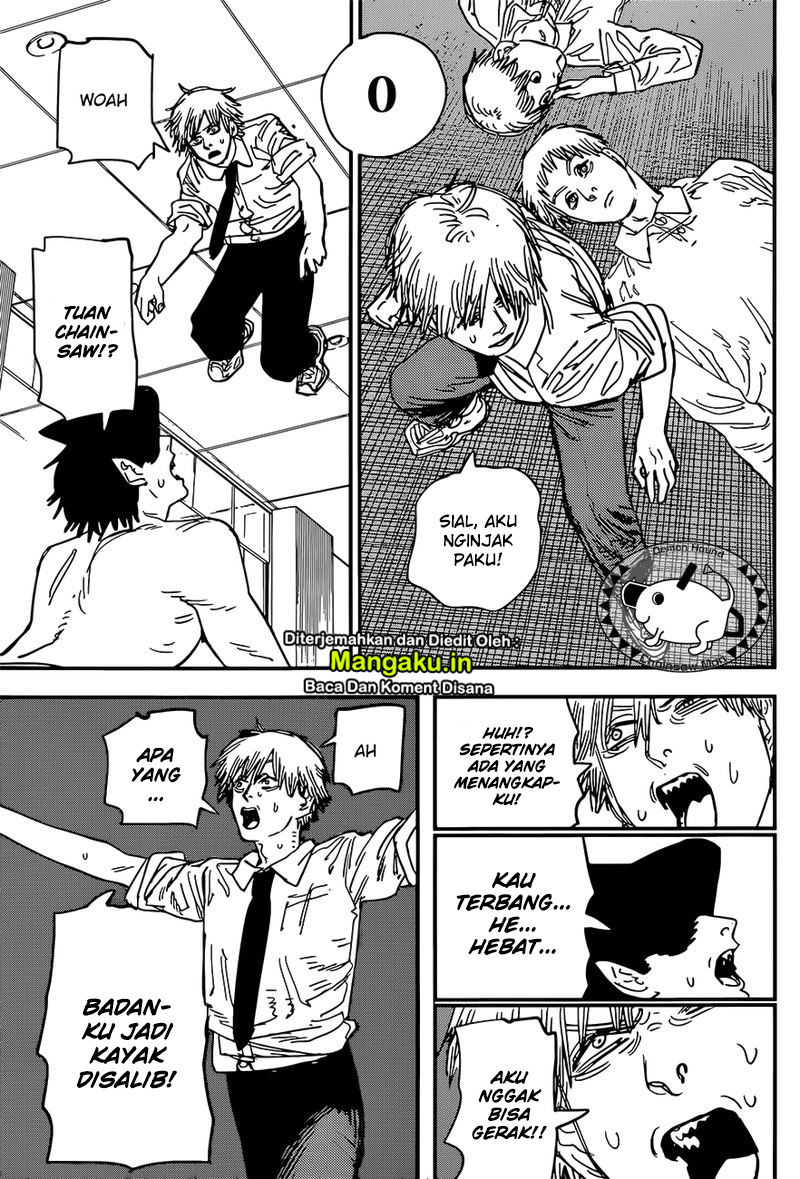 0
SIAL, AKU
NGINJAK
PAKU!
WOAH
TUAN
CHAIN-
SAW!?
Demon Hound
Diterjemahkan dan Diedit Oleh :
Mangaku.in
Baca Dan Koment Disana
HUH!?
SEPERTINYA
ADA YANG
MENANGKAP-
KU!
KAU
TERBANG...
HE...
HEBAT...
AKU
NGGAK
BISA
GERAK!!
AH
APA
YANG
...
BADAN-
KU JADI
KAYAK
DISALIB!